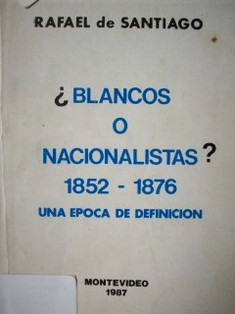 RAFAEL de SANTIAGO
¿BLANCOS
O
NACIONALISTAS?
1852 - 1876
UNA EPOCA DE DEFINICION
MONTEVIDEO
1987